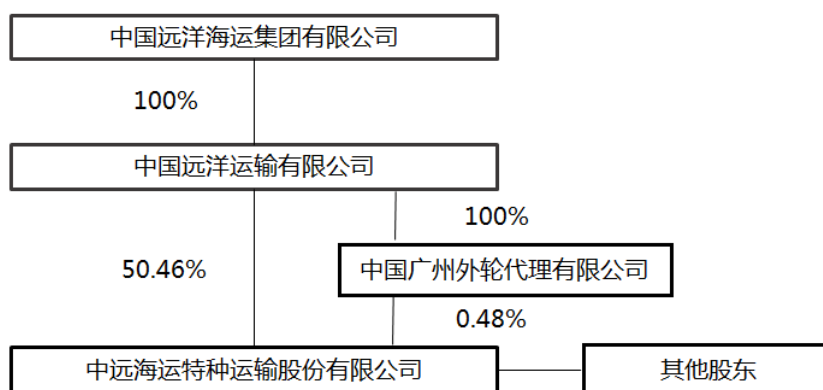 中国远洋海运集团有限公司
100%
中国远洋运输有限公司
100%
50.46%
中国广州外轮代理有限公司
0.48%
中远海运特种运输股份有限公司
其他股东